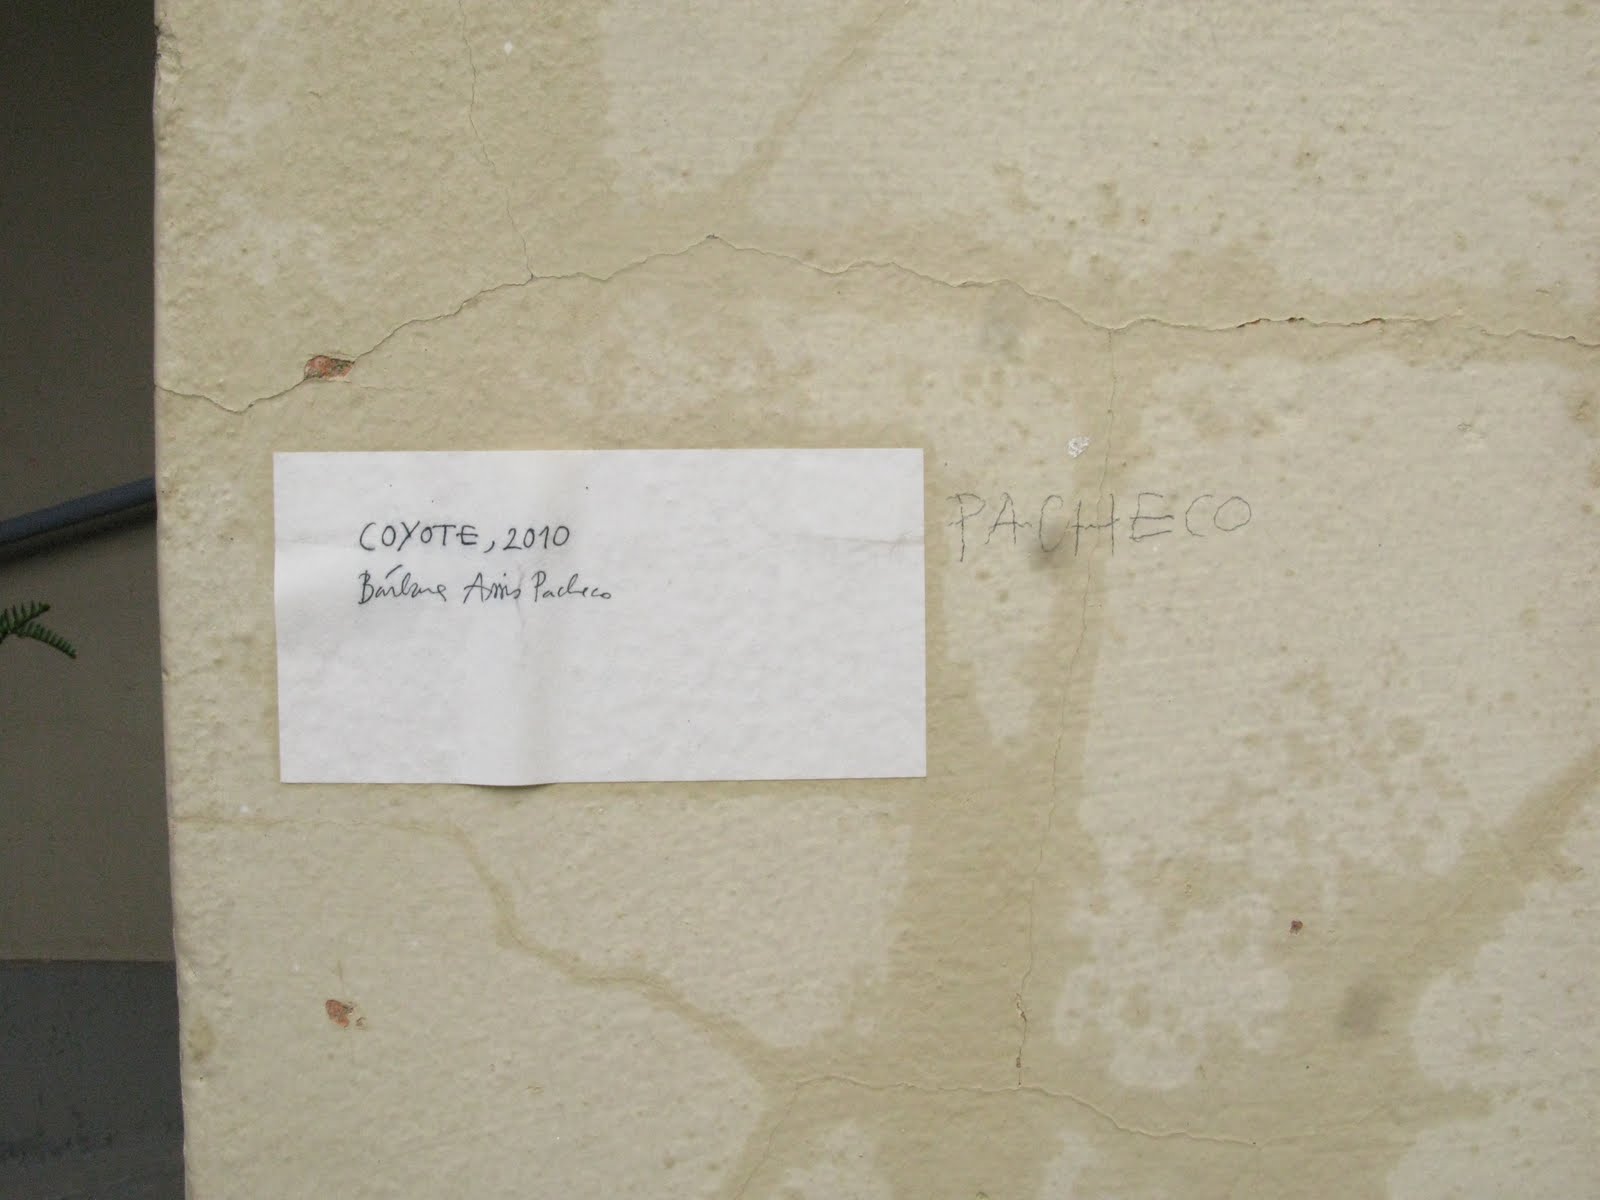 COYOTE, 2010
Bárbara Assis Pacheco
PACHECO